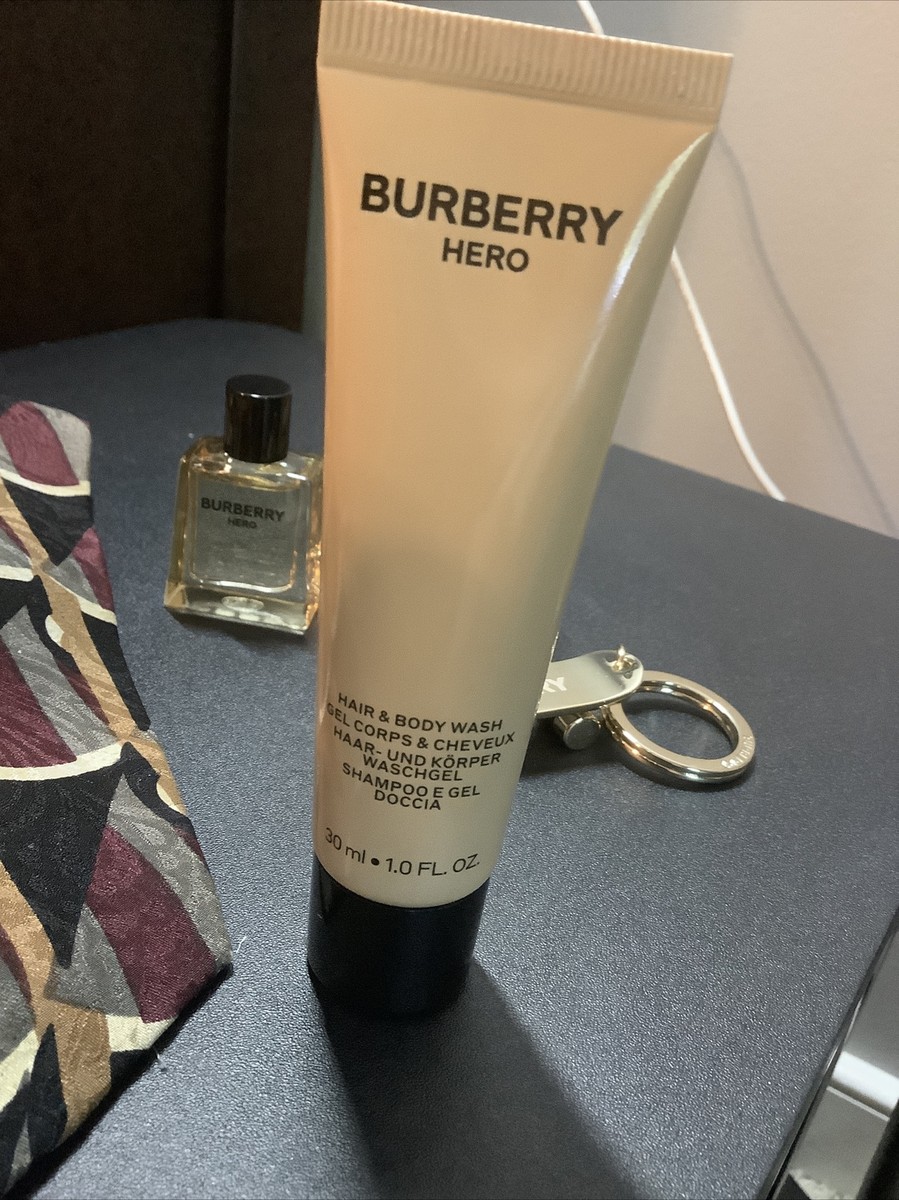 BURBERRY
HERO
BURBERRY
HERO
HAIR & BODY WASH
GEL CORPS & CHEVEUX
HAAR- UND KÖRPER
WASCHGEL
SHAMPOO E GEL
DOCCIA
30 ml • 1.0 FL. OZ.
RY